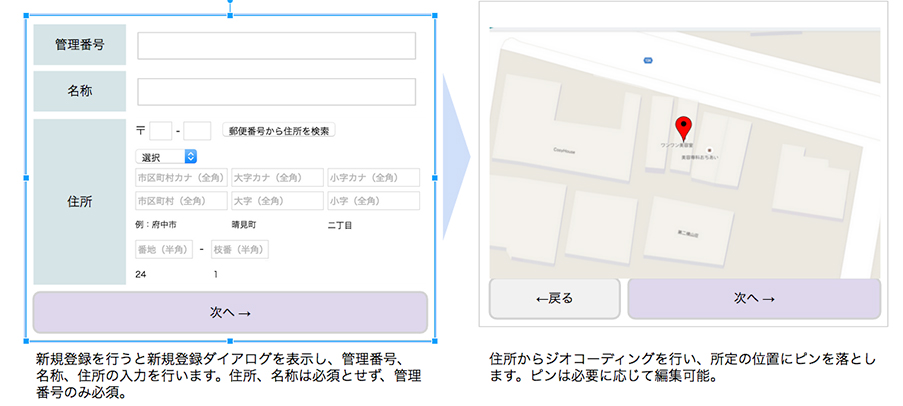 管理番号
名称
住所
〒 -
郵便番号から住所を検索
選択
市区町村カナ（全角） 大字カナ（全角） 小字カナ（全角）
市区町村（全角） 大字（全角） 小字（全角）
例：府中市 晴見町 二丁目
番地（半角） - 枝番（半角）
24 1
次へ →
新規登録を行うと新規登録ダイアログを表示し、管理番号、
名称、住所の入力を行います。住所、名称は必須とせず、管理
番号のみ必須。
ワンワン美容室
←戻る 次へ →
住所からジオコーディングを行い、所定の位置にピンを落とし
ます。ピンは必要に応じて編集可能。